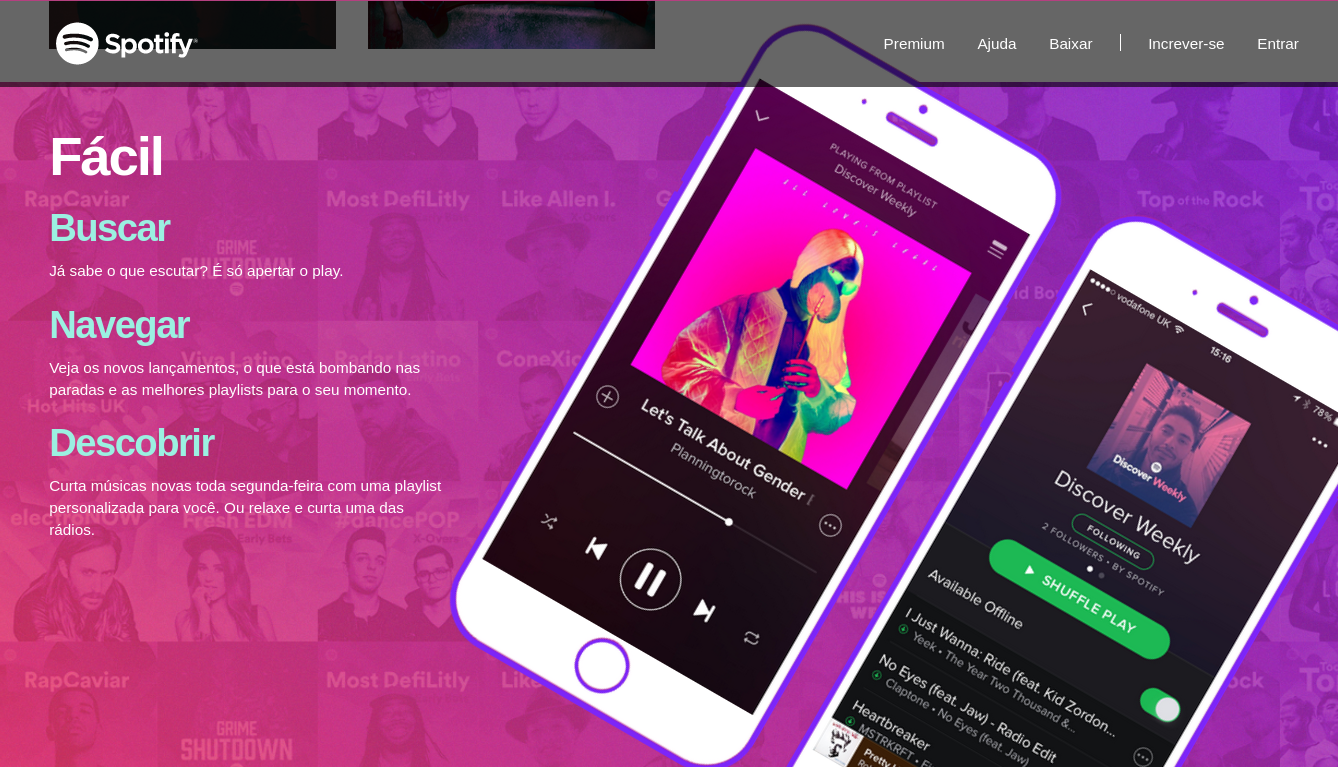 Spotify®
Premium
Ajuda
Baixar
Increver-se
Entrar
Fácil
Buscar
Já sabe o que escutar? É só apertar o play.
Navegar
Veja os novos lançamentos, o que está bombando nas
paradas e as melhores playlists para o seu momento.
Descobrir
Curta músicas novas toda segunda-feira com uma playlist
personalizada para você. Ou relaxe e curta uma das
rádios.
RapCaviar
Most DefiLitly
Like Allen I.
Top of the Rock
GRIME
SHUTDOWN
Viva Latino
Radar Latino
Hot Hits UK
electroNOW
Fresh EDM
Early Bets
#dancePOP
X-Overs
RapCaviar
Most DefiLitly
GRIME
SHUTDOWN
PLAYING FROM PLAYLIST
Discover Weekly
Let's Talk About Gender
Planningtorock
vodafone UK
15:16
78%
Discover Weekly
Discover Weekly
FOLLOWING
2 FOLLOWERS • BY SPOTIFY
SHUFFLE PLAY
Available Offline
I Just Wanna: Ride (feat. Kid Zordon...
Yeek • The Year Two Thousand &...
No Eyes (feat. Jaw) - Radio Edit
Claptone • No Eyes (feat. Jaw)
Heartbreaker
MSTRKRFT •